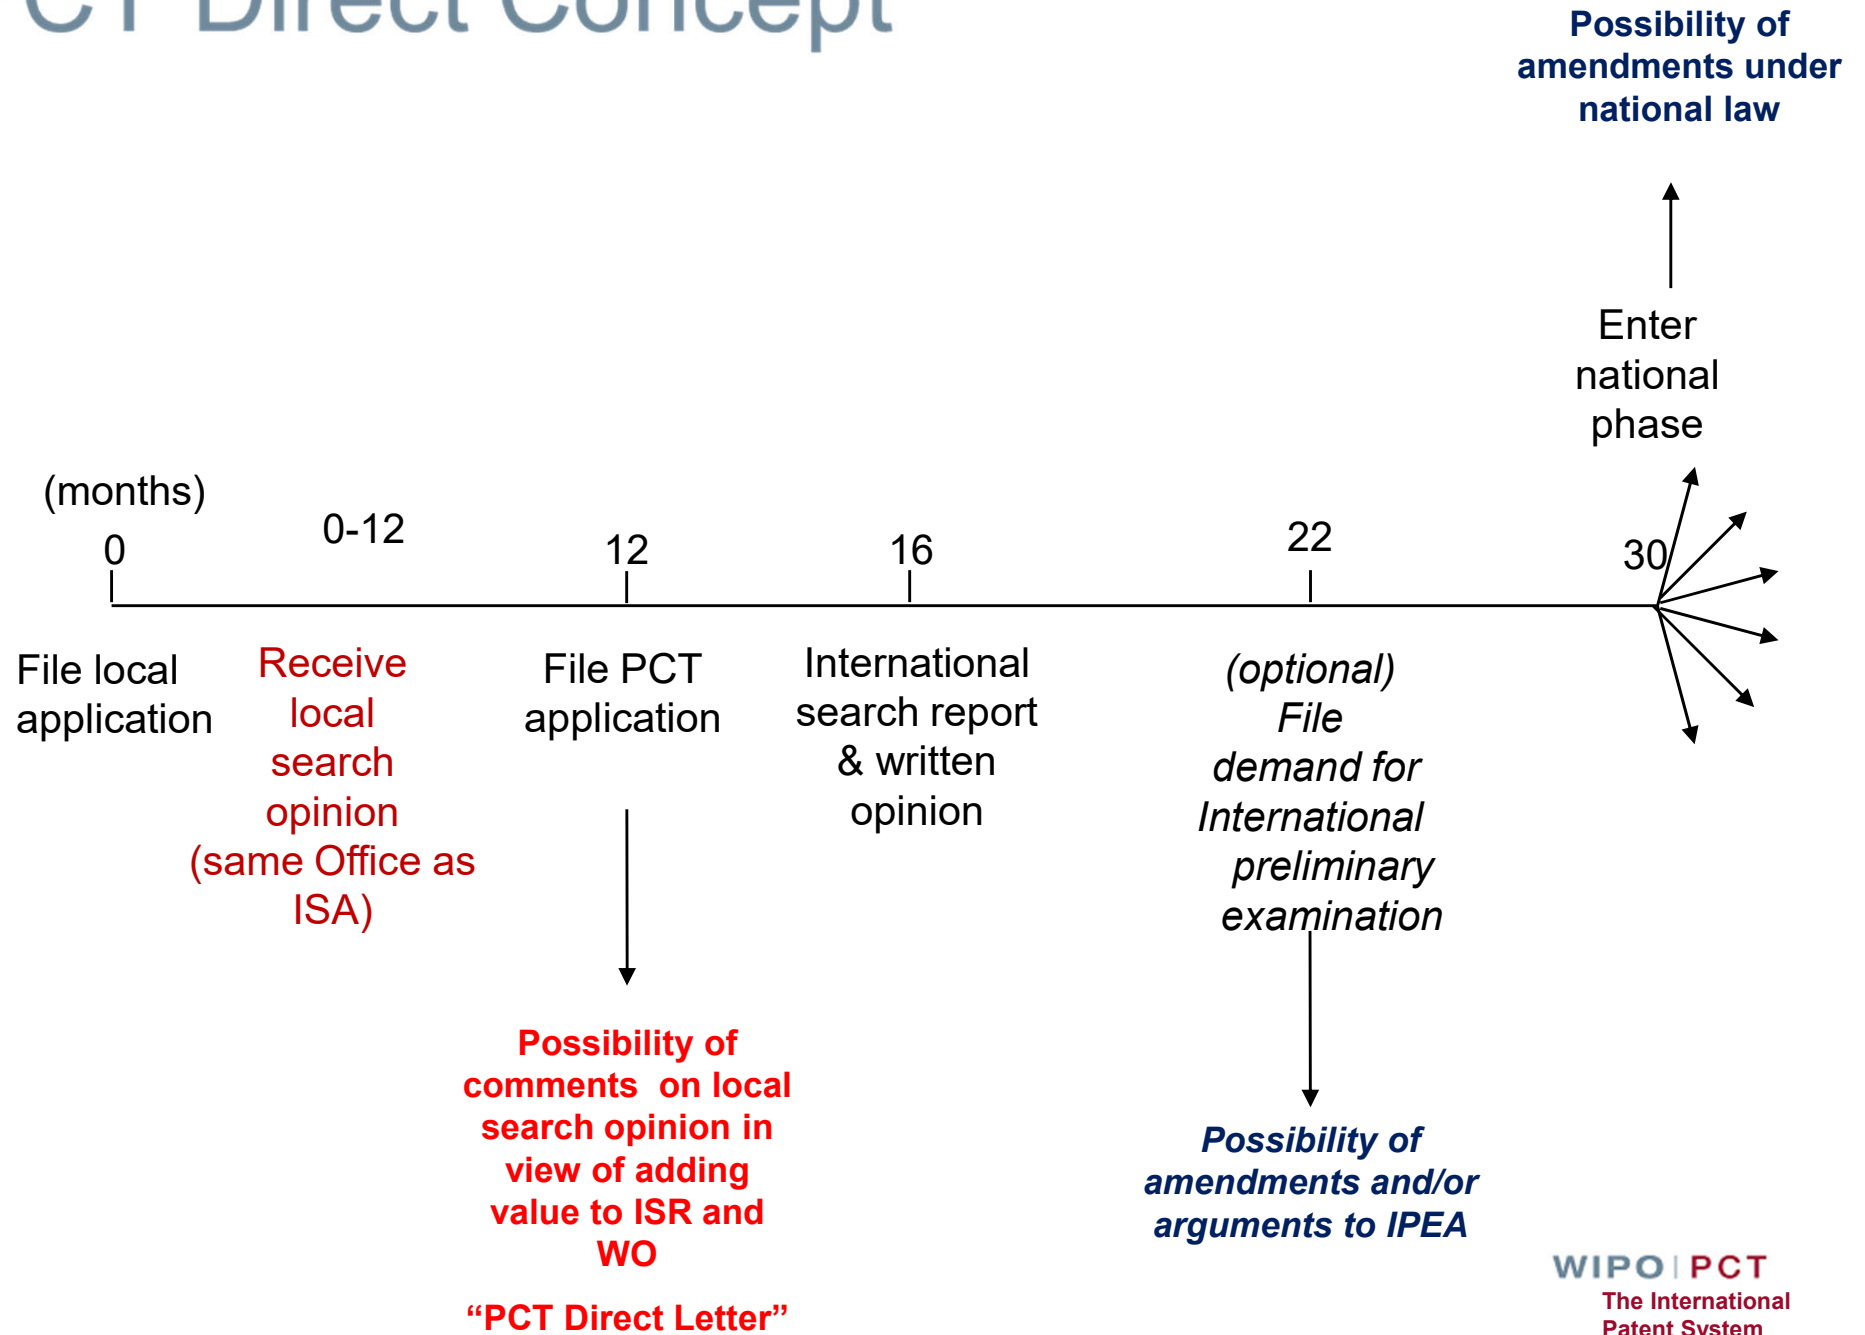 CT Direct Concept
Possibility of
amendments under
national law
Enter
national
phase
(months)
0
0-12
12
16
22
30
File local
application
Receive
local
search
opinion
(same Office as
ISA)
File PCT
application
International
search report
& written
opinion
(optional)
File
demand for
International
preliminary
examination
Possibility of
comments on local
search opinion in
view of adding
value to ISR and
WO
“PCT Direct Letter”
Possibility of
amendments and/or
arguments to IPEA
WIPO | PCT
The International
Patent System